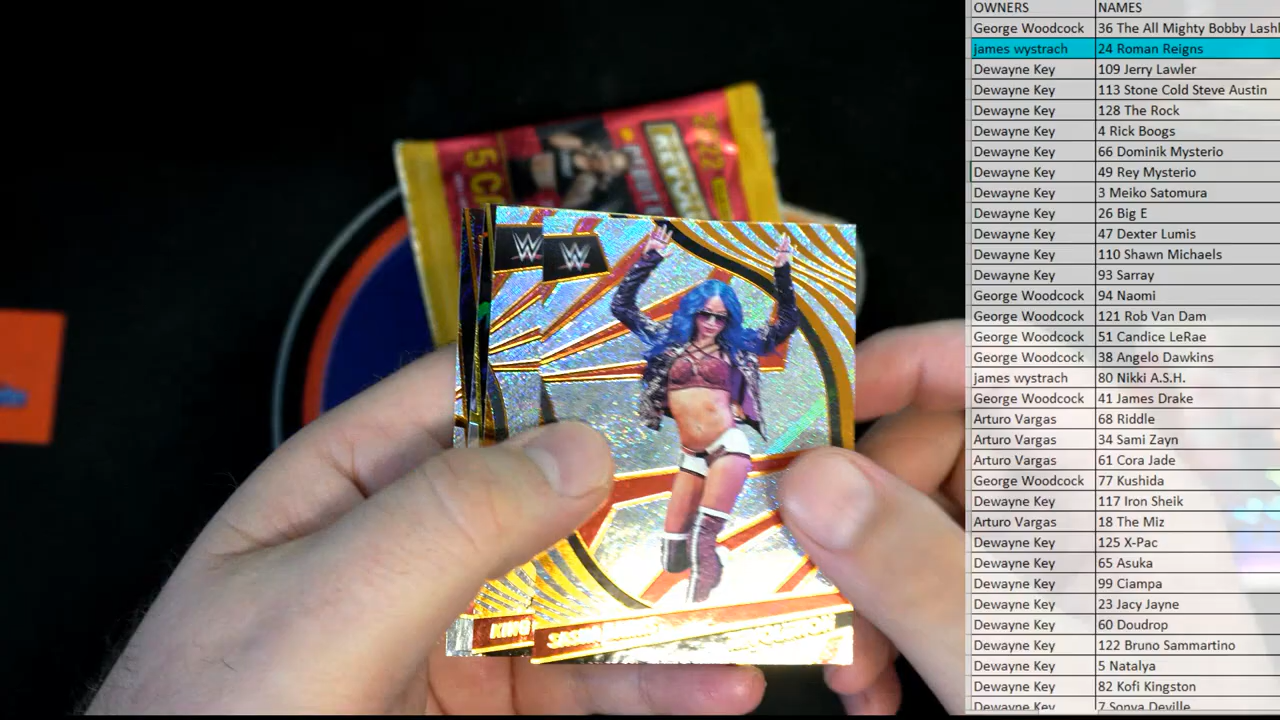 OWNERS NAMES
George Woodcock 36 The All Mighty Bobby Lashl
james wystrach 24 Roman Reigns
Dewayne Key 109 Jerry Lawler
Dewayne Key 113 Stone Cold Steve Austin
Dewayne Key 128 The Rock
Dewayne Key 4 Rick Boogs
Dewayne Key 66 Dominik Mysterio
Dewayne Key 49 Rey Mysterio
Dewayne Key 3 Meiko Satomura
Dewayne Key 26 Big E
Dewayne Key 47 Dexter Lumis
Dewayne Key 110 Shawn Michaels
Dewayne Key 93 Sarray
George Woodcock 94 Naomi
George Woodcock 121 Rob Van Dam
George Woodcock 51 Candice LeRae
George Woodcock 38 Angelo Dawkins
james wystrach 80 Nikki A.S.H.
George Woodcock 41 James Drake
Arturo Vargas 68 Riddle
Arturo Vargas 34 Sami Zayn
Arturo Vargas 61 Cora Jade
George Woodcock 77 Kushida
Dewayne Key 117 Iron Sheik
Arturo Vargas 18 The Miz
Dewayne Key 125 X-Pac
Dewayne Key 65 Asuka
Dewayne Key 99 Ciampa
Dewayne Key 23 Jacy Jayne
Dewayne Key 60 Doudrop
Dewayne Key 122 Bruno Sammartino
Dewayne Key 5 Natalya
Dewayne Key 82 Kofi Kingston
Dewayne Key 7 Sonya Deville
2022
5 C
W W
KING